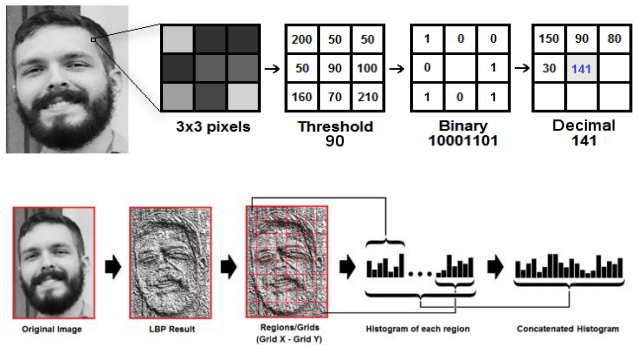 200 50 50
1 0 0
150 90 80
50 90 100
0 1
30 141
160 70 210
1 0 1
3x3 pixels
Threshold
90
Binary
10001101
Decimal
141
Original Image
LBP Result
Regions/Grids
(Grid X - Grid Y)
Histogram of each region
Concatenated Histogram